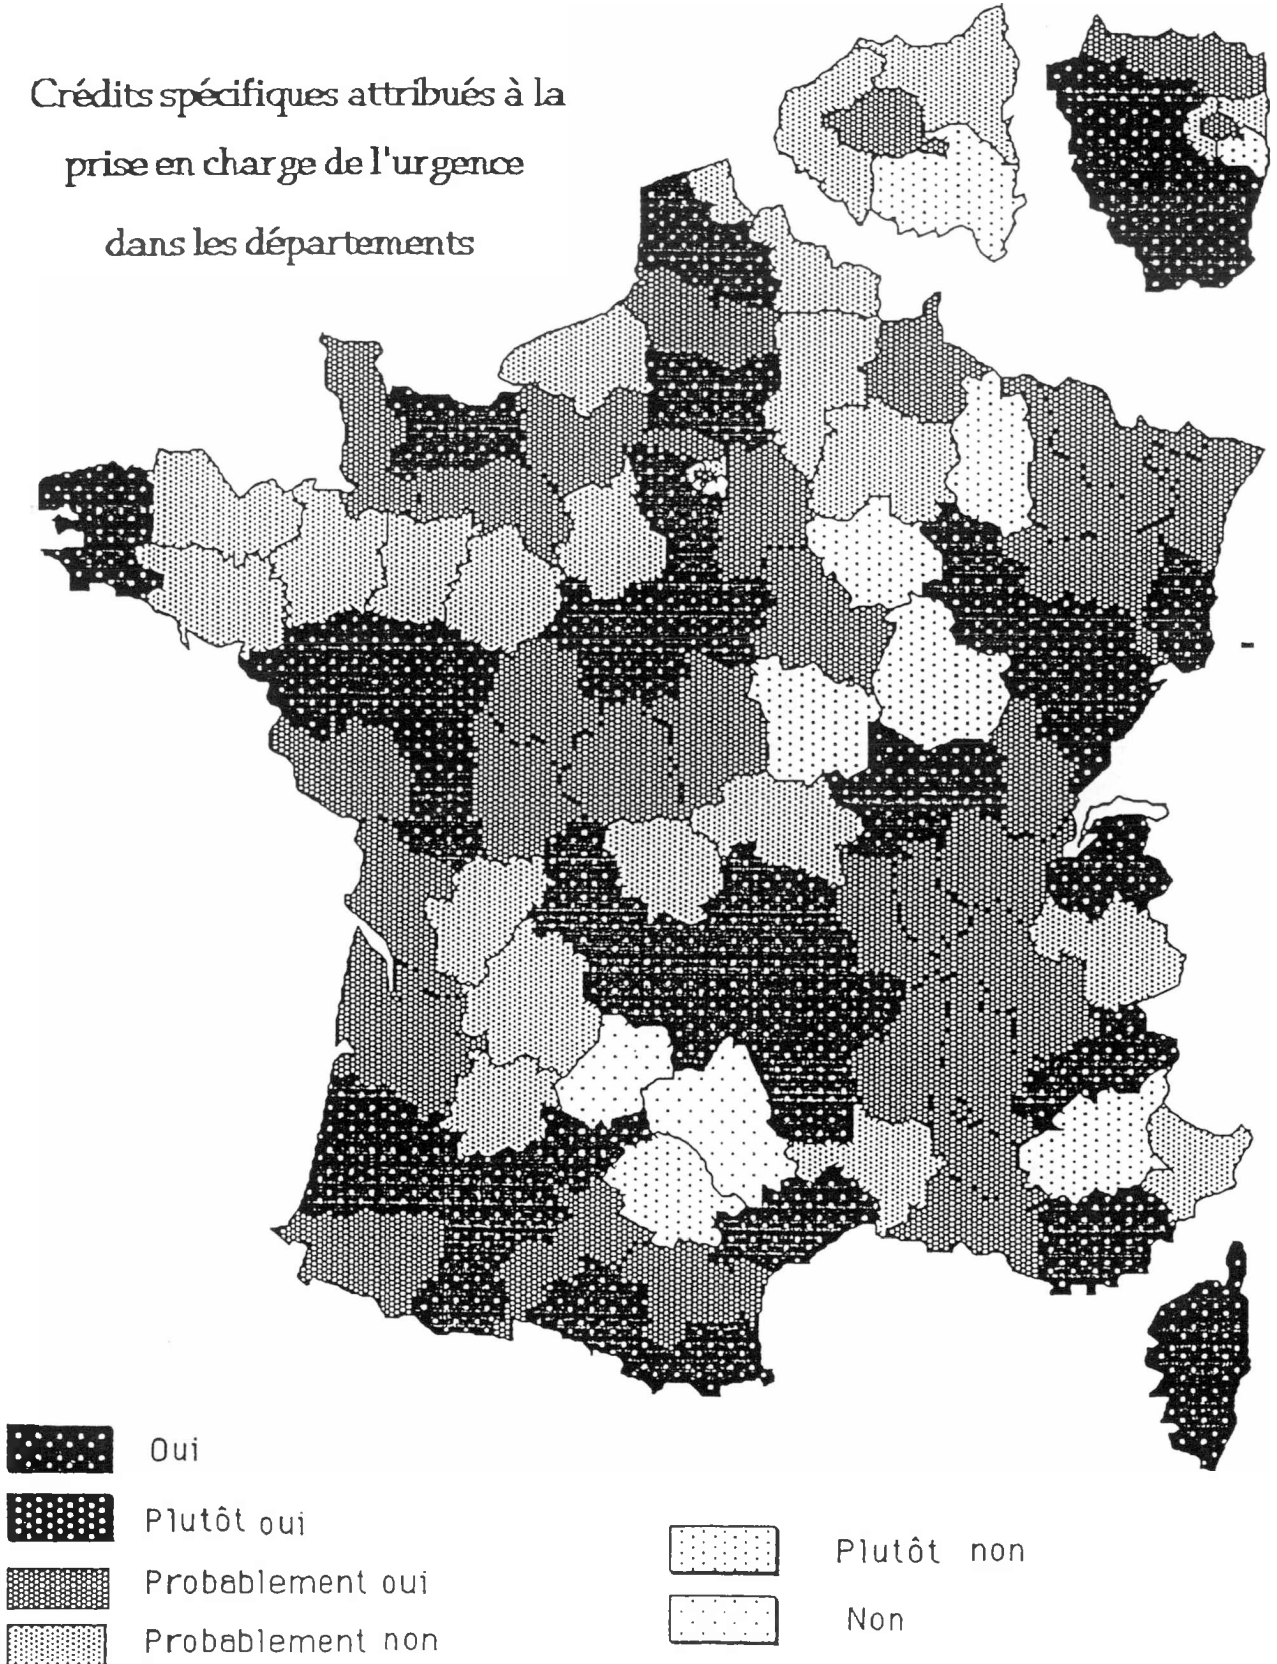 Crédits spécifiques attribués à la
prise en charge de l'urgence
dans les départements
Oui
Plutôt oui
Probablement oui
Probablement non
Plutôt non
Non